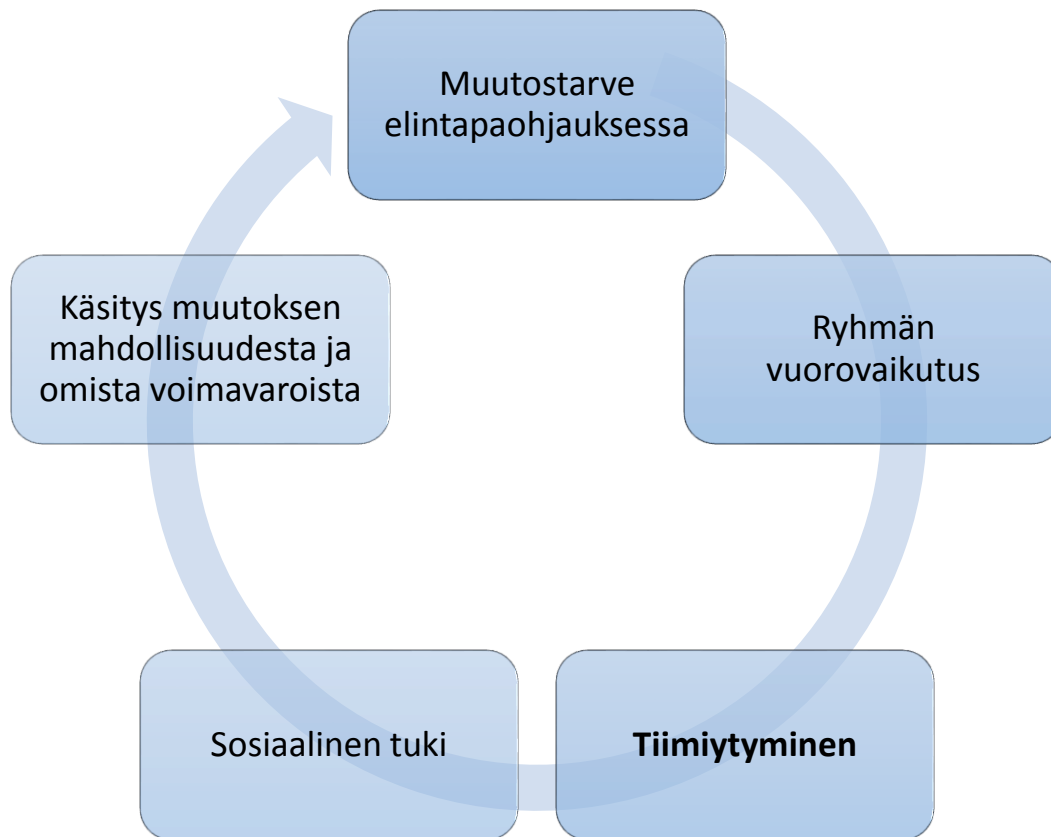 Muutostarve
elintapaohjauksessa
Ryhmän
vuorovaikutus
Tiimiytyminen
Sosiaalinen tuki
Käsitys muutoksen
mahdollisuudesta ja
omista voimavaroista